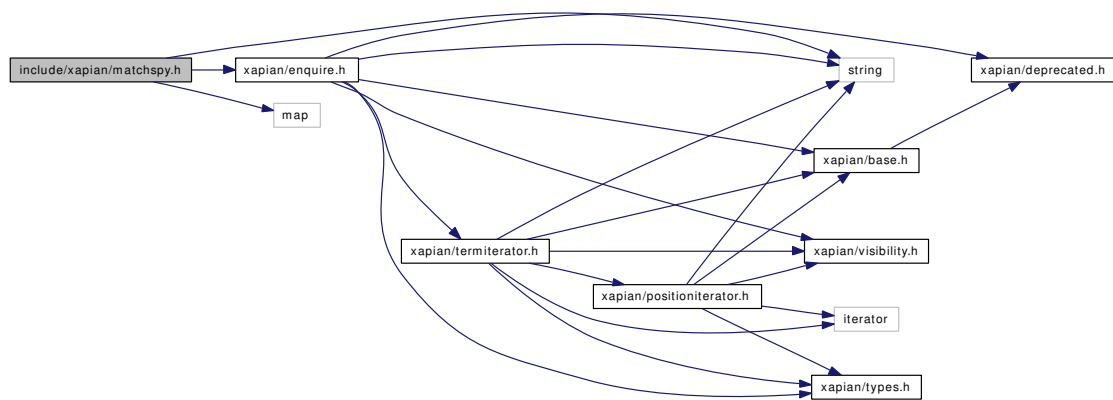 include/xapian/matchspy.h
xapian/enquire.h
string
xapian/deprecated.h
map
xapian/base.h
xapian/termiterator.h
xapian/visibility.h
xapian/positioniterator.h
iterator
xapian/types.h